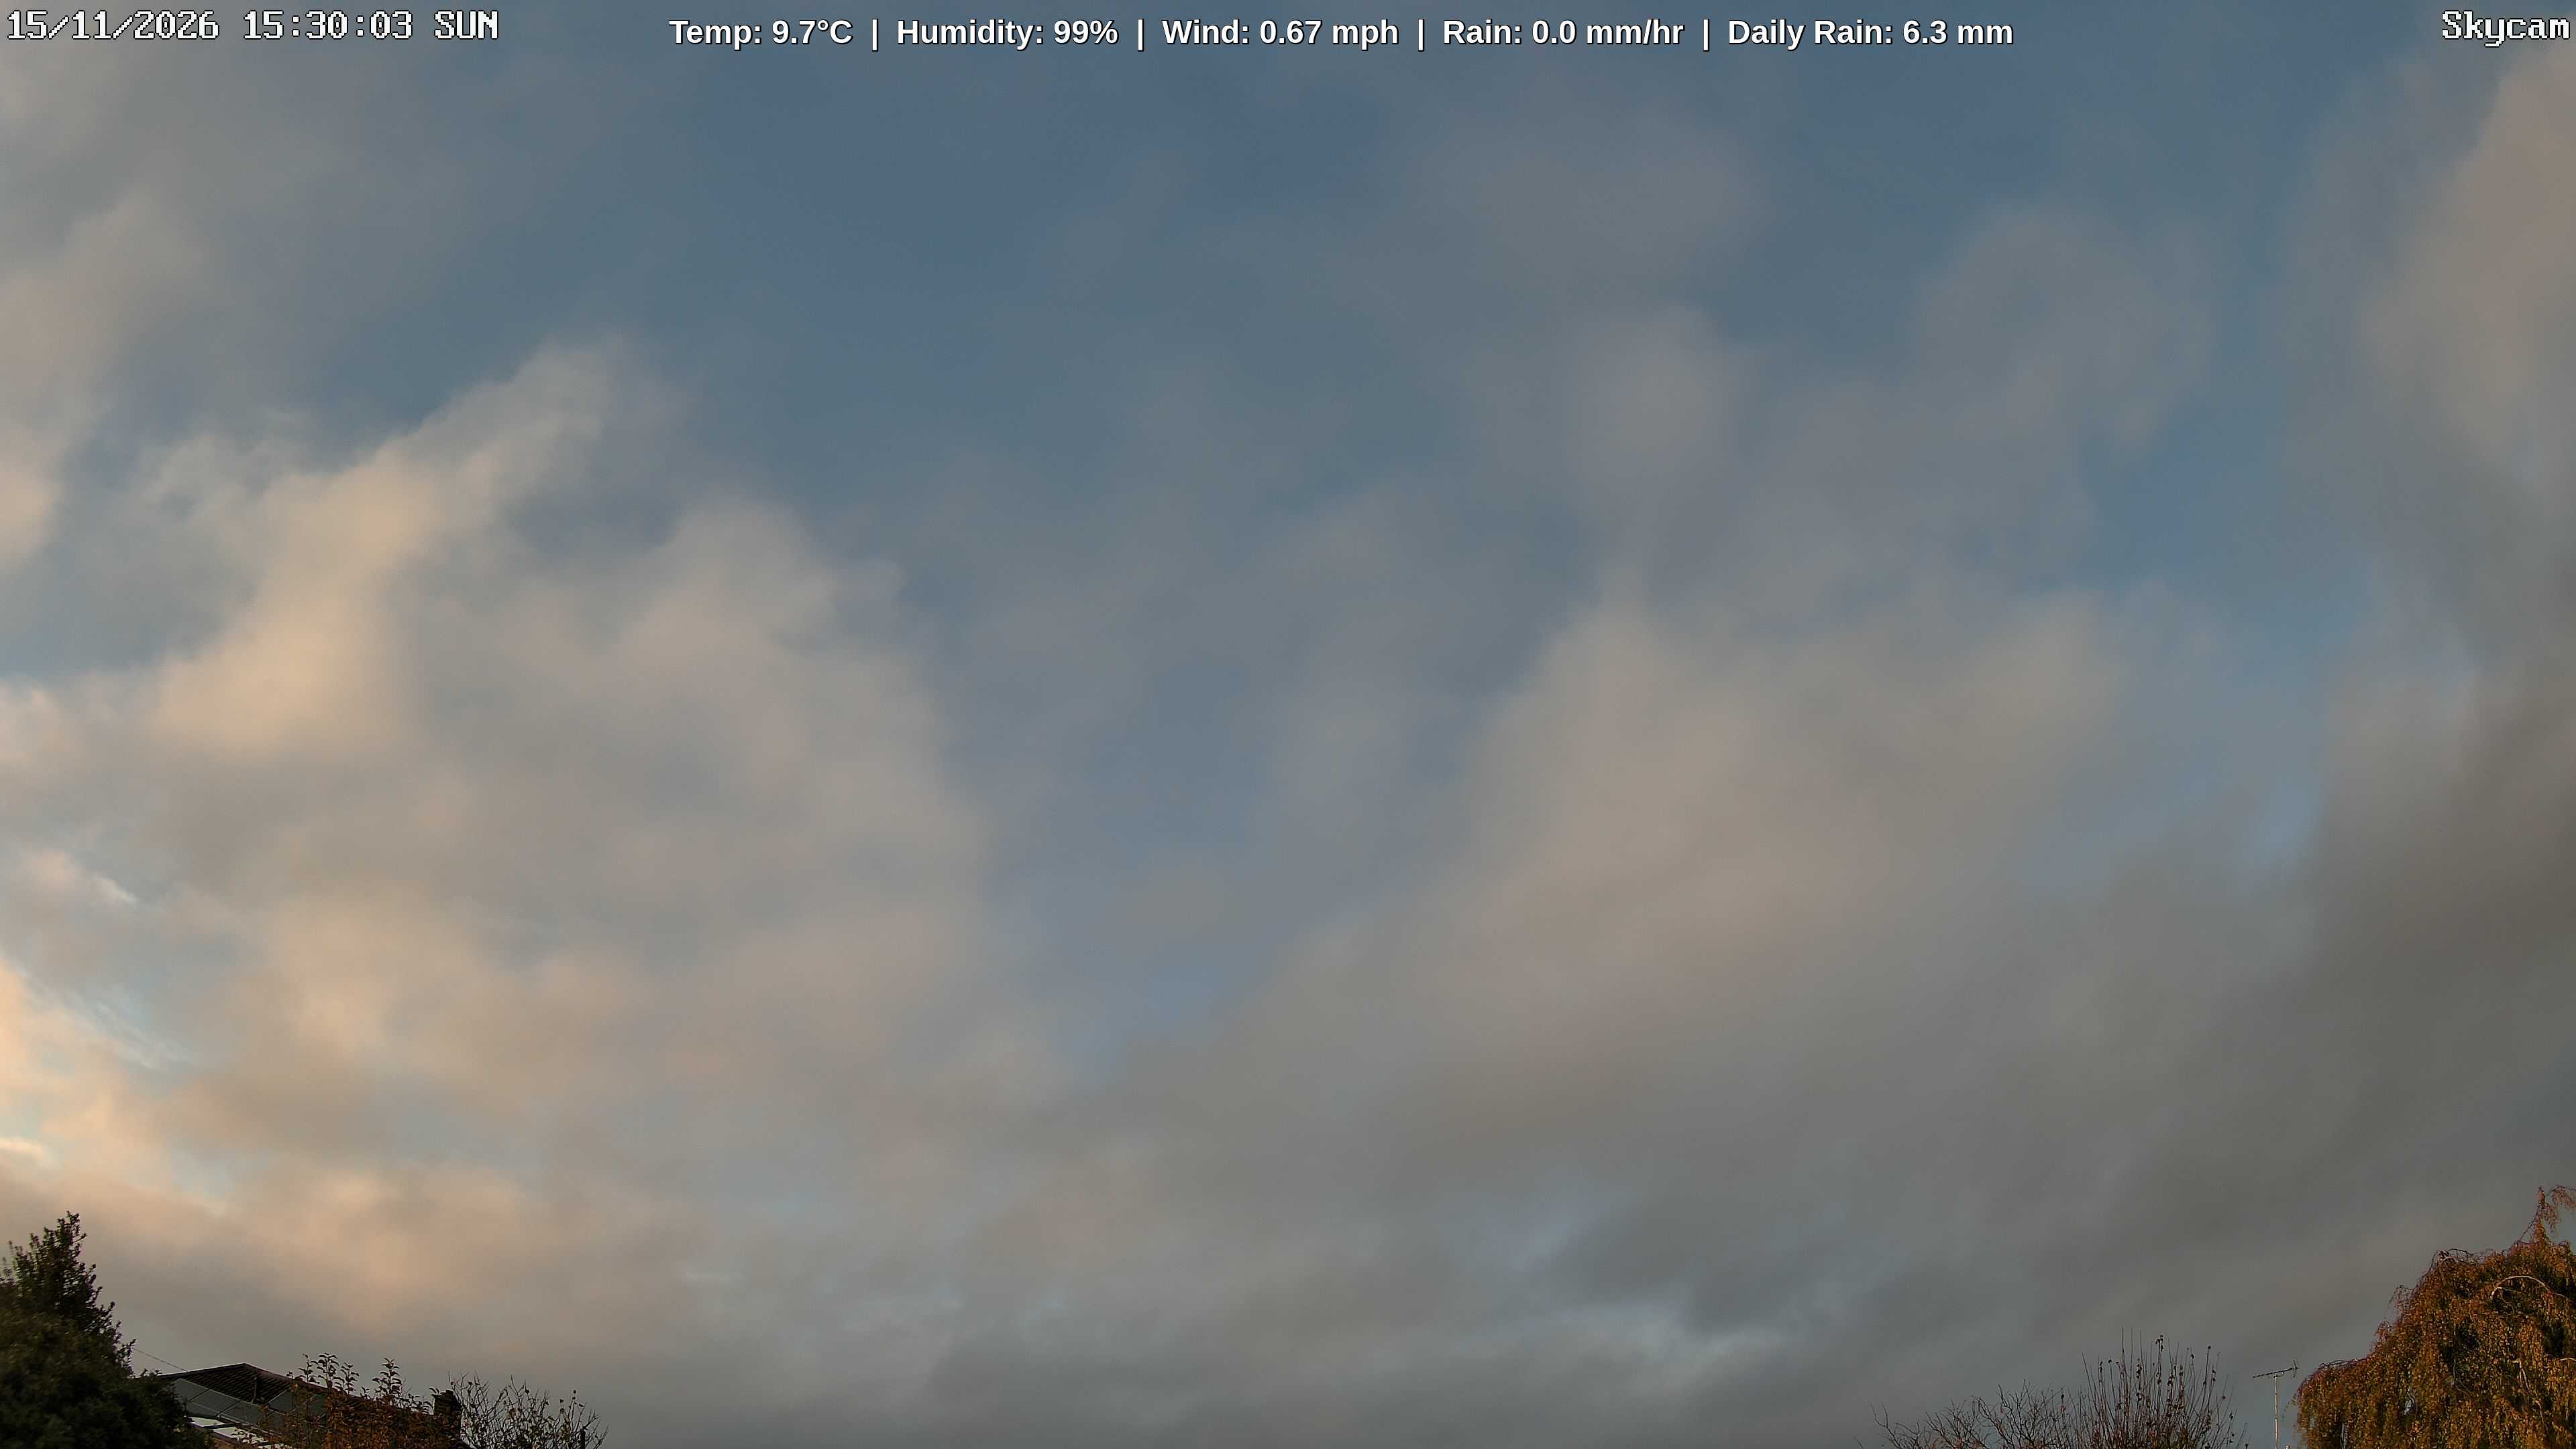 15/11/2026 15:30:03 SUN
Temp: 9.7°C | Humidity: 99% | Wind: 0.67 mph | Rain: 0.0 mm/hr | Daily Rain: 6.3 mm
Skycam